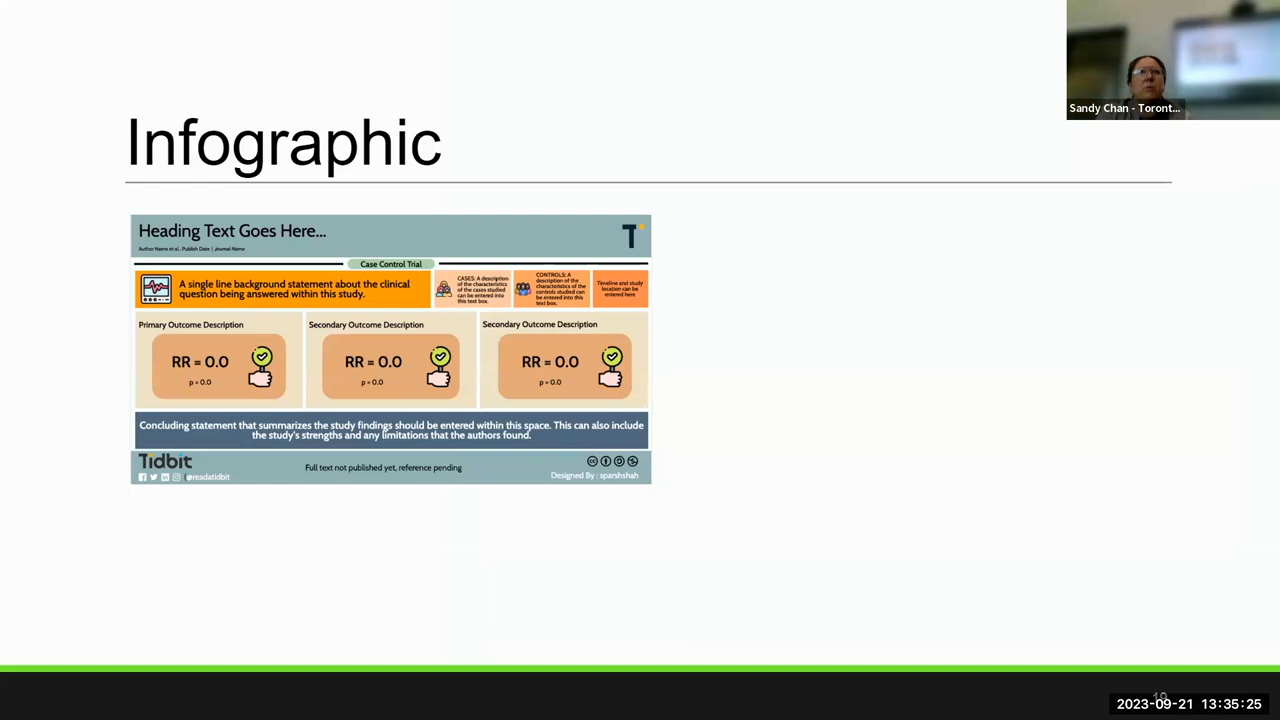 Sandy Chan - Toront...
Infographic
Heading Text Goes Here...
Author Name et al. Publish Date | Journal Name
T
Case Control Trial
A single line background statement about the clinical
question being answered within this study.
CASES: A description
of the
characteristics of
the cases studied
can be entered into
this text box.
CONTROLS: A
description of the
characteristics of the
controls studied can
be entered into
this text box.
Timeline and study
location can be
entered here
Primary Outcome Description
RR = 0.0
p = 0.0
Secondary Outcome Description
RR = 0.0
p = 0.0
Secondary Outcome Description
RR = 0.0
p = 0.0
Concluding statement that summarizes the study findings should be entered within this space. This can also include
the study's strengths and any limitations that the authors found.
Tidbit
@readatidbit
Full text not published yet, reference pending
Designed By : sparshshah
19
2023-09-21 13:35:25